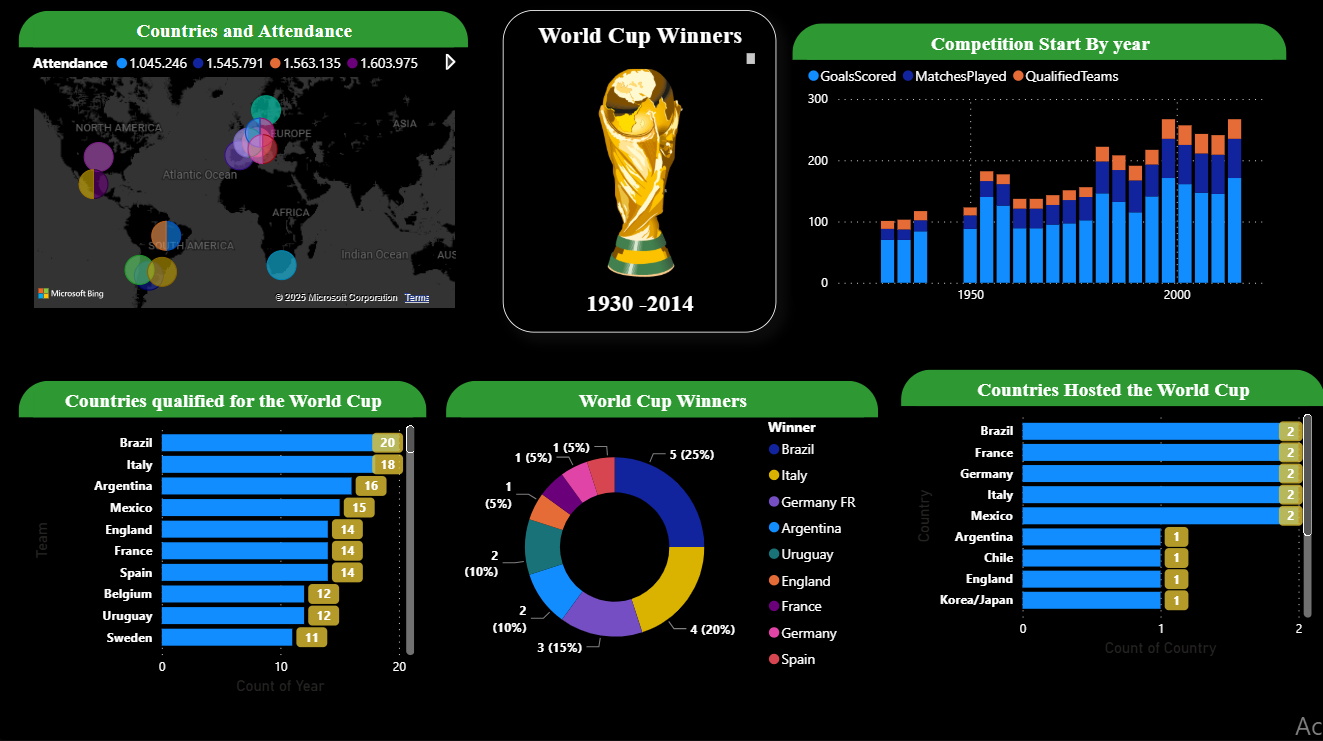 Countries and Attendance
Attendance 1.045.246 1.545.791 1.563.135 1.603.975
NORTH AMERICA
EUROPE
ASIA
Atlantic Ocean
AFRICA
SOUTH AMERICA
Indian Ocean
AUS
Microsoft Bing
© 2025 Microsoft Corporation Terms
World Cup Winners
1930 -2014
Competition Start By year
GoalsScored MatchesPlayed QualifiedTeams
300
200
100
0
1950 2000
Countries qualified for the World Cup
Team
Brazil 20
Italy 18
Argentina 16
Mexico 15
England 14
France 14
Spain 14
Belgium 12
Uruguay 12
Sweden 11
0 10 20
Count of Year
World Cup Winners
5 (25%)
4 (20%)
3 (15%)
2
(10%)
2
(10%)
1
(5%)
1 (5%)
1 (5%)
Winner
Brazil
Italy
Germany FR
Argentina
Uruguay
England
France
Germany
Spain
Countries Hosted the World Cup
Country
Brazil 2
France 2
Germany 2
Italy 2
Mexico 2
Argentina 1
Chile 1
England 1
Korea/Japan 1
0 1 2
Count of Country
Ac